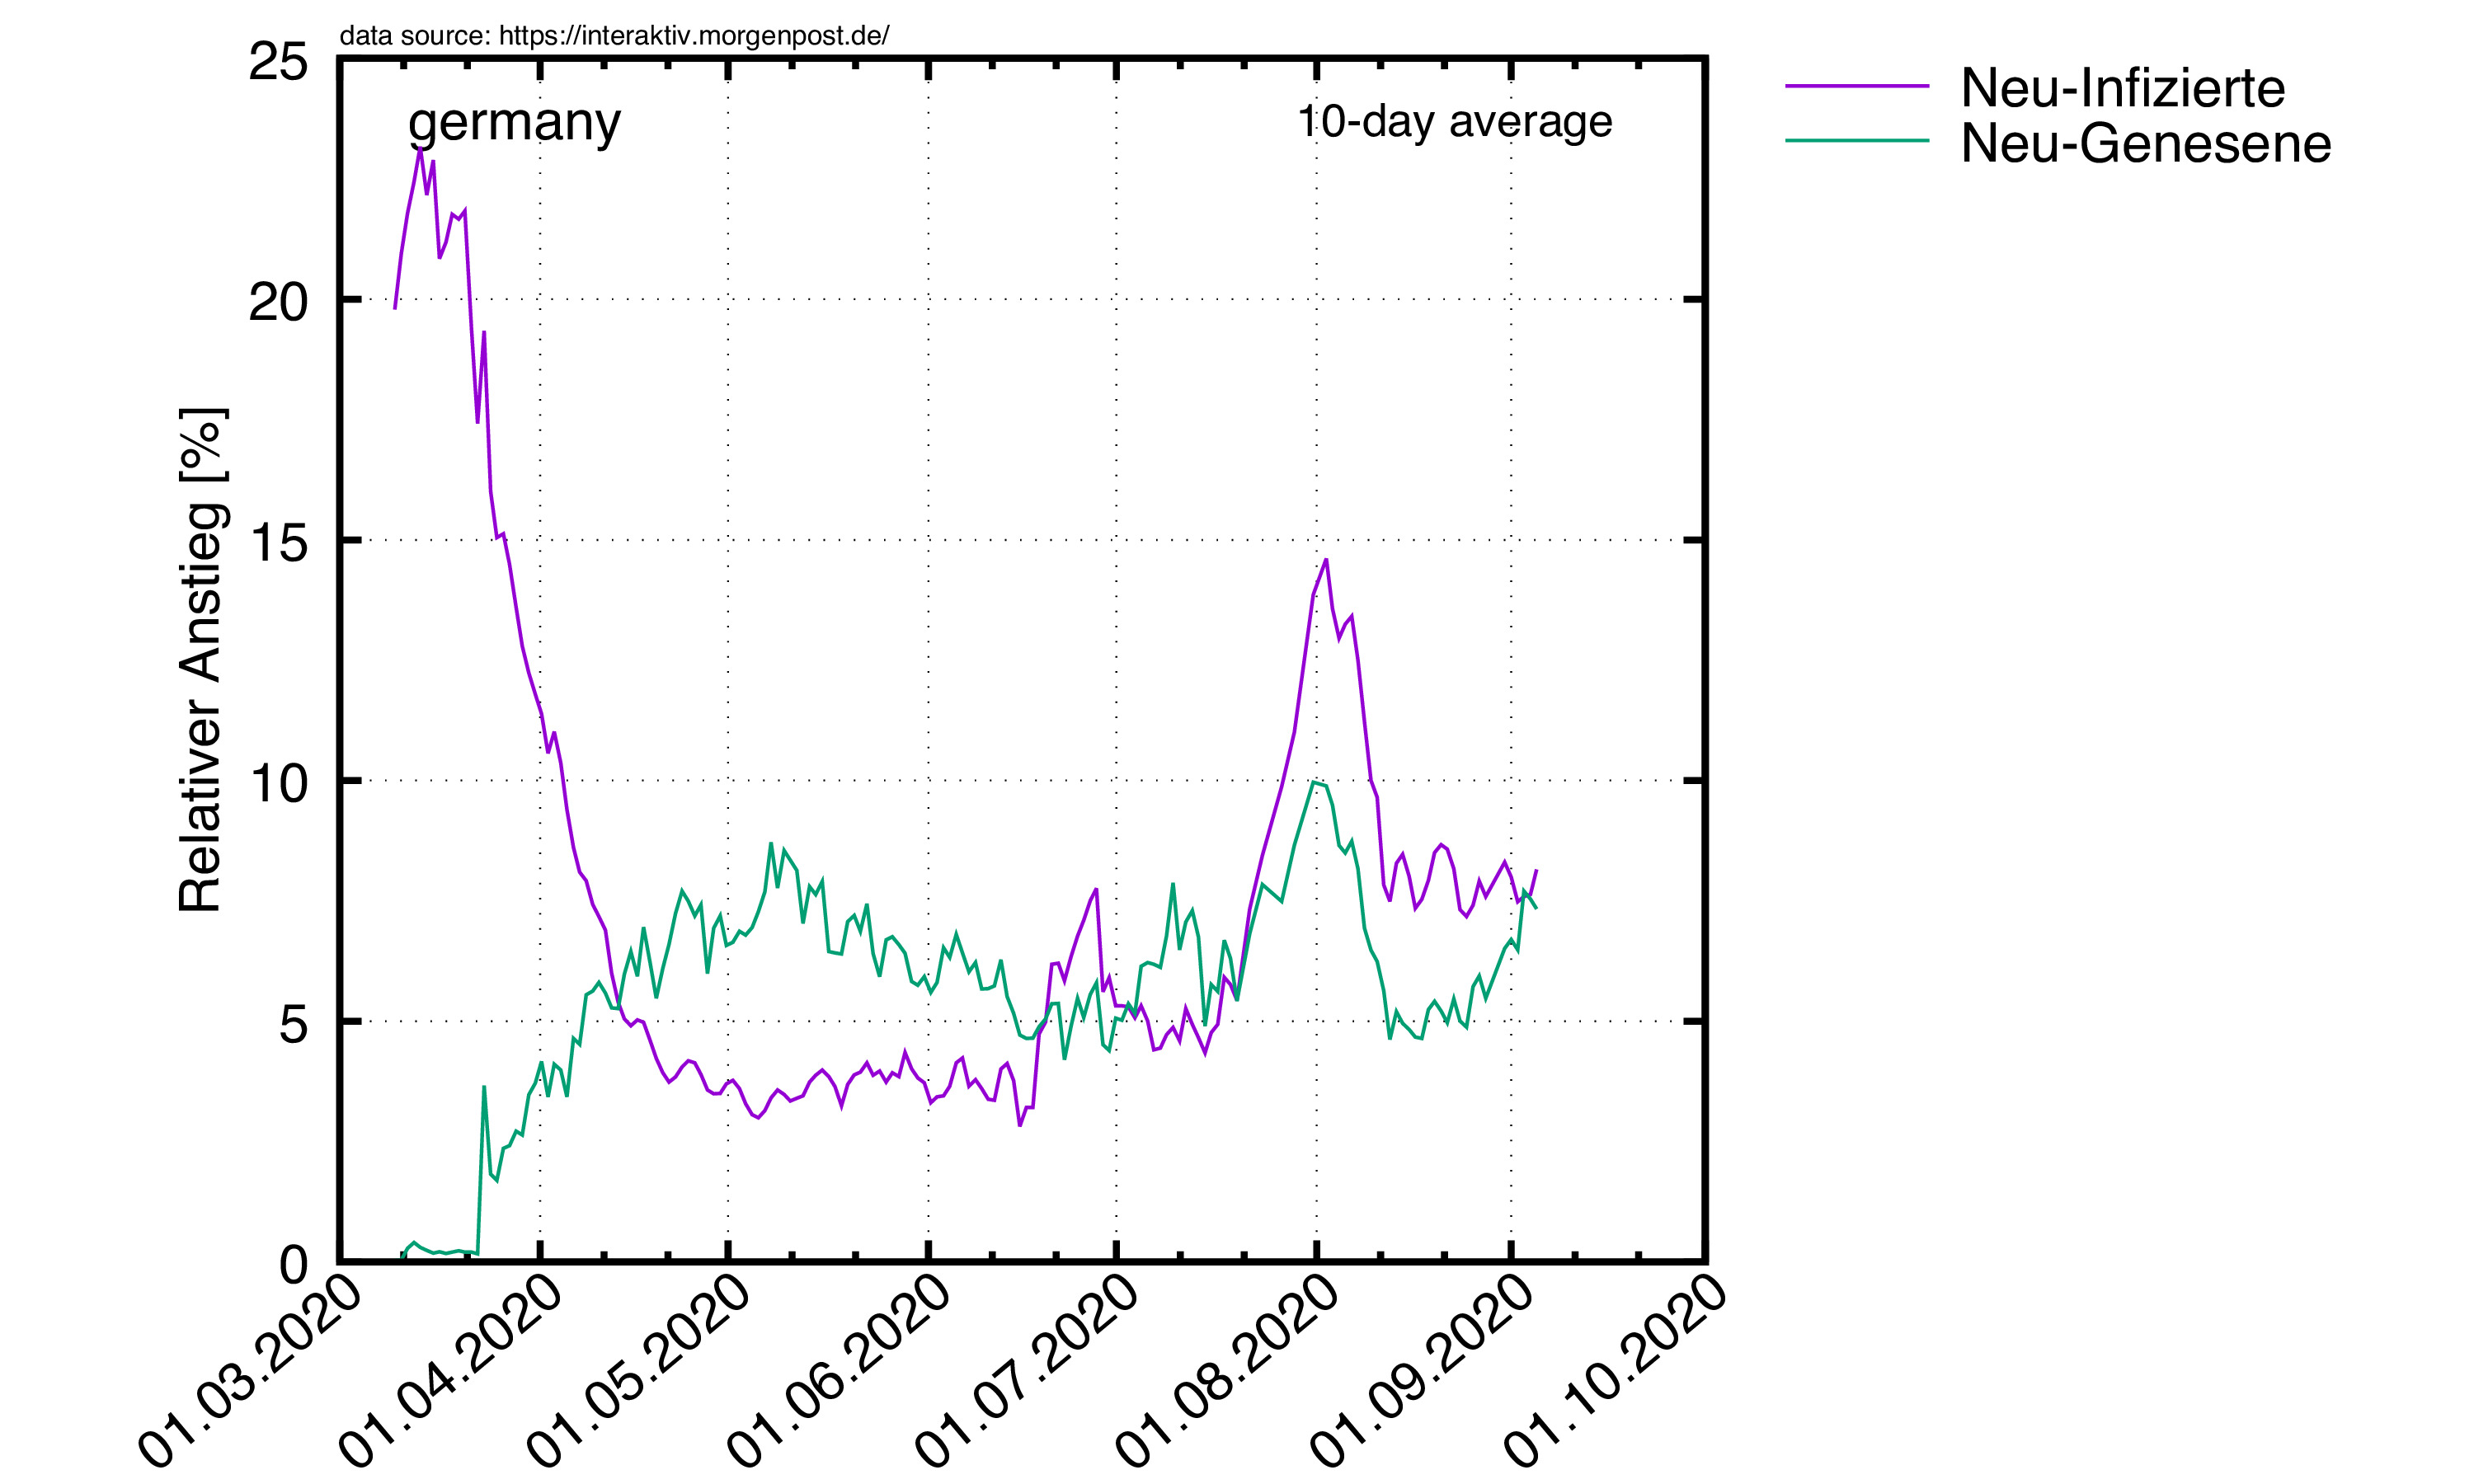 data source: https://interaktiv.morgenpost.de/
germany
10-day average
Neu-Infizierte
Neu-Genesene
Relativer Anstieg [%]
25
20
15
10
5
0
01.03.2020
01.04.2020
01.05.2020
01.06.2020
01.07.2020
01.08.2020
01.09.2020
01.10.2020